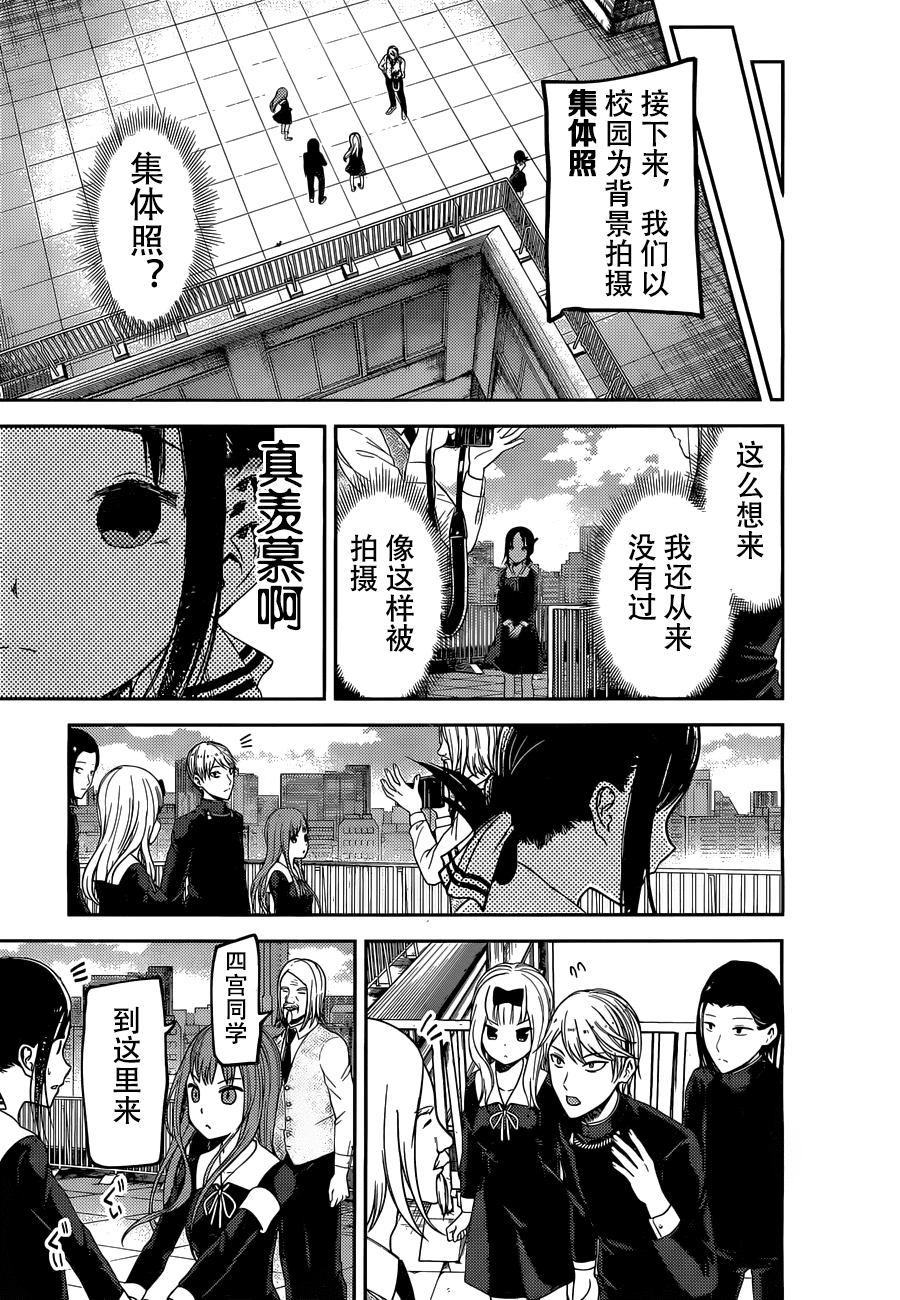 接下来，我们以
校园为背景拍摄
集体照
集体照？
这么想来
我还从来
没有过
像这样被
拍摄
真羡慕啊
四宫同学
到这里来